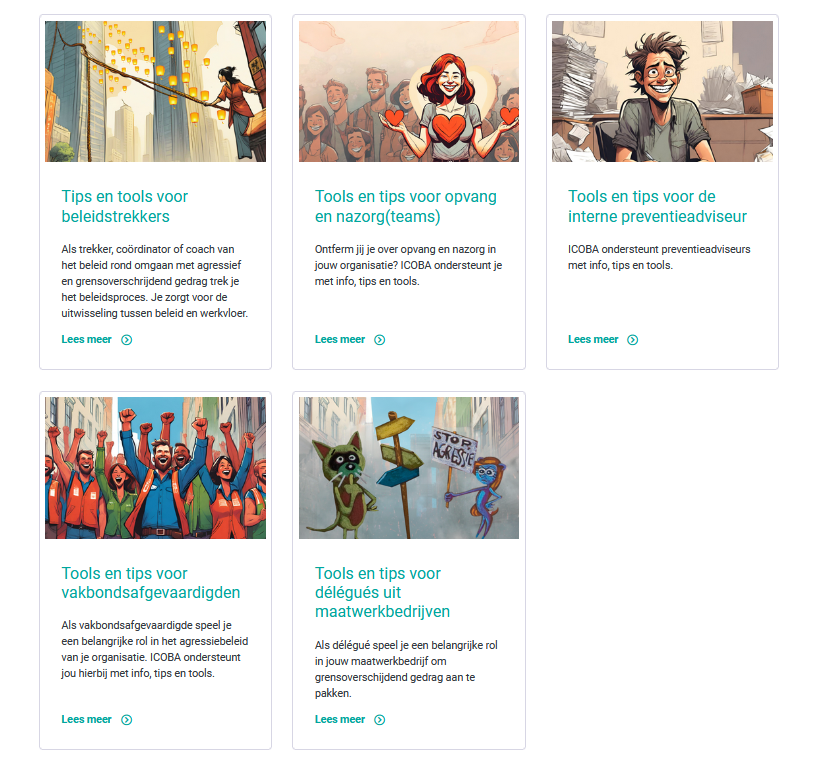 Tips en tools voor
beleidstrekkers
Als trekker, coördinator of coach van
het beleid rond omgaan met agressief
en grensoverschrijdend gedrag trek je
het beleidsproces. Je zorgt voor de
uitwisseling tussen beleid en werkvloer.
Lees meer
Tools en tips voor opvang
en nazorg(teams)
Ontferm jij je over opvang en nazorg in
jouw organisatie? ICOBA ondersteunt je
met info, tips en tools.
Lees meer
Tools en tips voor de
interne preventieadviseur
ICOBA ondersteunt preventieadviseurs
met info, tips en tools.
Lees meer
Tools en tips voor
vakbondsafgevaardigden
Als vakbondsafgevaardigde speel je
een belangrijke rol in het agressiebeleid
van je organisatie. ICOBA ondersteunt
jou hierbij met info, tips en tools.
Lees meer
STOP
AGRESSIE
Tools en tips voor
délégués uit
maatwerkbedrijven
Als délégué speel je een belangrijke rol
in jouw maatwerkbedrijf om
grensoverschijdend gedrag aan te
pakken.
Lees meer